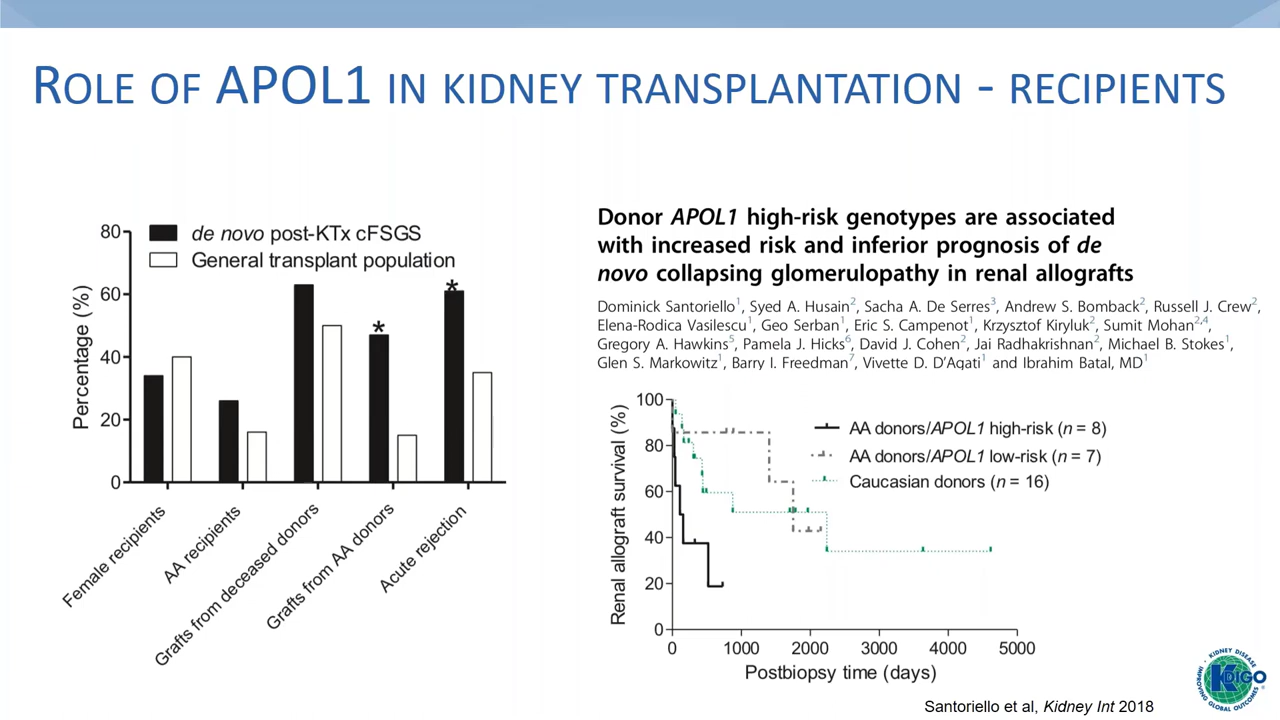 ROLE OF APOL1 IN KIDNEY TRANSPLANTATION - RECIPIENTS
80
60
40
20
0
Percentage (%)
de novo post-KTx cFSGS
General transplant population
*
*
Female recipients
AA recipients
Grafts from deceased donors
Grafts from AA donors
Acute rejection
Donor APOL1 high-risk genotypes are associated
with increased risk and inferior prognosis of de
novo collapsing glomerulopathy in renal allografts
Dominick Santoriello1, Syed A. Husain2, Sacha A. De Serres3, Andrew S. Bomback2, Russell J. Crew2,
Elena-Rodica Vasilescu1, Geo Serban1, Eric S. Campenot1, Krzysztof Kiryluk2, Sumit Mohan2,4,
Gregory A. Hawkins5, Pamela J. Hicks6, David J. Cohen2, Jai Radhakrishnan2, Michael B. Stokes1,
Glen S. Markowitz1, Barry I. Freedman7, Vivette D. D'Agati1 and Ibrahim Batal, MD1
100
80
60
40
20
0
Renal allograft survival (%)
AA donors/APOL1 high-risk (n = 8)
AA donors/APOL1 low-risk (n = 7)
Caucasian donors (n = 16)
0 1000 2000 3000 4000 5000
Postbiopsy time (days)
Santoriello et al, Kidney Int 2018
KIDNEY DISEASE
KDIGO
IMPROVING GLOBAL OUTCOMES
®